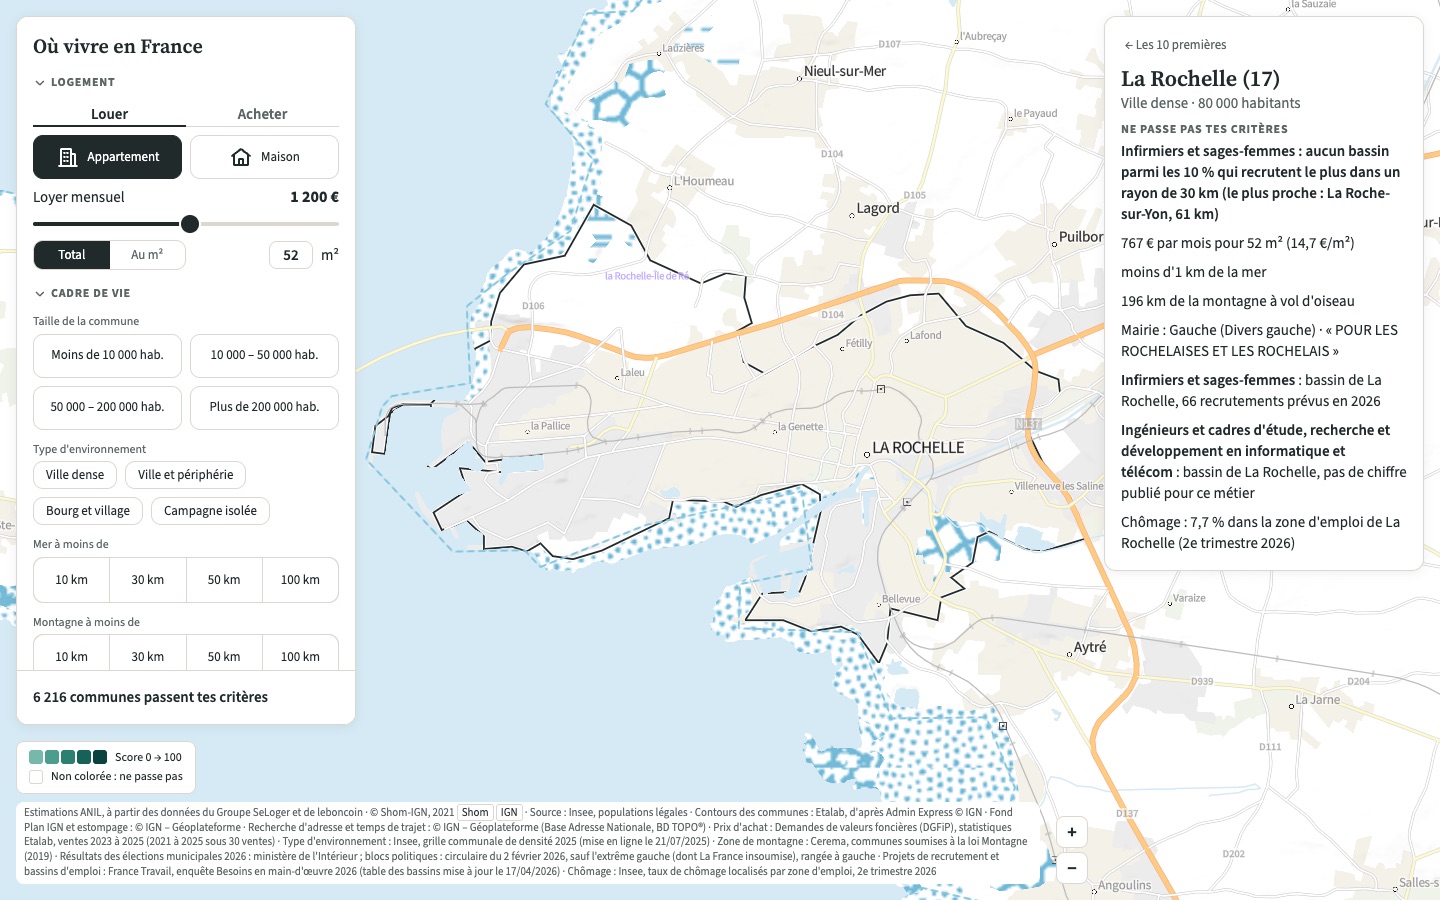 Où vivre en France
LOGEMENT
Louer
Acheter
Appartement
Maison
Loyer mensuel
1 200 €
Total
Au m²
52
m²
CADRE DE VIE
Taille de la commune
Moins de 10 000 hab.
10 000 – 50 000 hab.
50 000 – 200 000 hab.
Plus de 200 000 hab.
Type d'environnement
Ville dense
Ville et périphérie
Bourg et village
Campagne isolée
Mer à moins de
10 km
30 km
50 km
100 km
Montagne à moins de
10 km
30 km
50 km
100 km
6 216 communes passent tes critères
Score 0 → 100
Non colorée : ne passe pas
la Sauzaie
l'Aubreçay
D107
Lauzières
Nieul-sur-Mer
le Payaud
D104
L'Houmeau
D105
Lagord
Puilbor
la Rochelle-Île de Ré
D106
D104
Lafond
Fétilly
Laleu
la Pallice
la Genette
N137
LA ROCHELLE
Villeneuve les Saline
Bellevue
Varaize
Aytré
D939
D204
La Jarne
D111
D137
D202
Angoulins
Salles-s
← Les 10 premières
La Rochelle (17)
Ville dense · 80 000 habitants
NE PASSE PAS TES CRITÈRES
Infirmiers et sages-femmes : aucun bassin
parmi les 10 % qui recrutent le plus dans un
rayon de 30 km (le plus proche : La Roche-
sur-Yon, 61 km)
767 € par mois pour 52 m² (14,7 €/m²)
moins d'1 km de la mer
196 km de la montagne à vol d'oiseau
Mairie : Gauche (Divers gauche) · « POUR LES
ROCHELAISES ET LES ROCHELAIS »
Infirmiers et sages-femmes : bassin de La
Rochelle, 66 recrutements prévus en 2026
Ingénieurs et cadres d'étude, recherche et
développement en informatique et
télécom : bassin de La Rochelle, pas de chiffre
publié pour ce métier
Chômage : 7,7 % dans la zone d'emploi de La
Rochelle (2e trimestre 2026)
+
−
Estimations ANIL, à partir des données du Groupe SeLoger et de leboncoin · © Shom-IGN, 2021 Shom IGN · Source : Insee, populations légales · Contours des communes : Etalab, d'après Admin Express © IGN · Fond
Plan IGN et estompage : © IGN – Géoplateforme · Recherche d'adresse et temps de trajet : © IGN – Géoplateforme (Base Adresse Nationale, BD TOPO®) · Prix d'achat : Demandes de valeurs foncières (DGFiP), statistiques
Etalab, ventes 2023 à 2025 (2021 à 2025 sous 30 ventes) · Type d'environnement : Insee, grille communale de densité 2025 (mise en ligne le 21/07/2025) · Zone de montagne : Cerema, communes soumises à la loi Montagne
(2019) · Résultats des élections municipales 2026 : ministère de l'Intérieur ; blocs politiques : circulaire du 2 février 2026, sauf l'extrême gauche (dont La France insoumise), rangée à gauche · Projets de recrutement et
bassins d'emploi : France Travail, enquête Besoins en main-d'œuvre 2026 (table des bassins mise à jour le 17/04/2026) · Chômage : Insee, taux de chômage localisés par zone d'emploi, 2e trimestre 2026